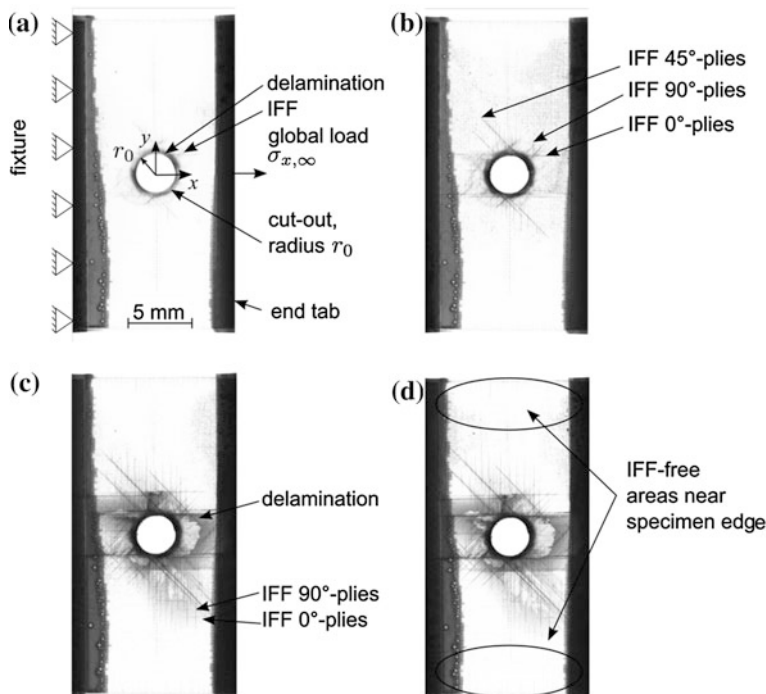 (a)
delamination
IFF
global load
σx,∞
fixture
r0
y
x
cut-out,
radius r0
5 mm
end tab
(b)
IFF 45°-plies
IFF 90°-plies
IFF 0°-plies
(c)
delamination
IFF 90°-plies
IFF 0°-plies
(d)
IFF-free
areas near
specimen edge